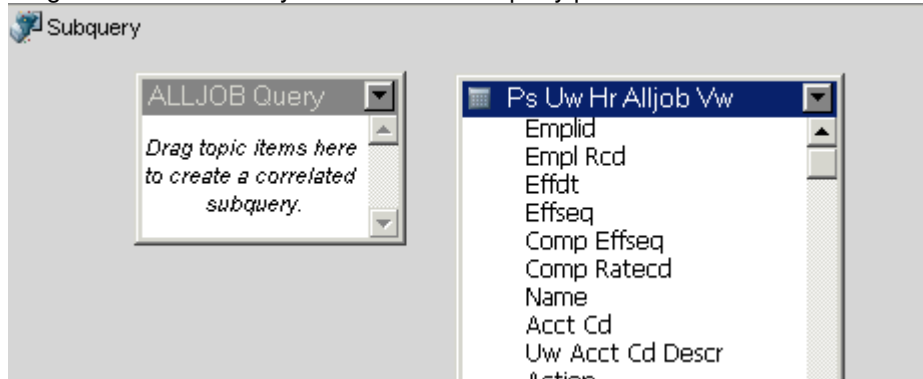 Subquery
ALLJOB Query
Drag topic items here
to create a correlated
subquery.
Ps Uw Hr Alljob Vw
Emplid
Empl Rcd
Effdt
Effseq
Comp Effseq
Comp Ratecd
Name
Acct Cd
Uw Acct Cd Descr
Action